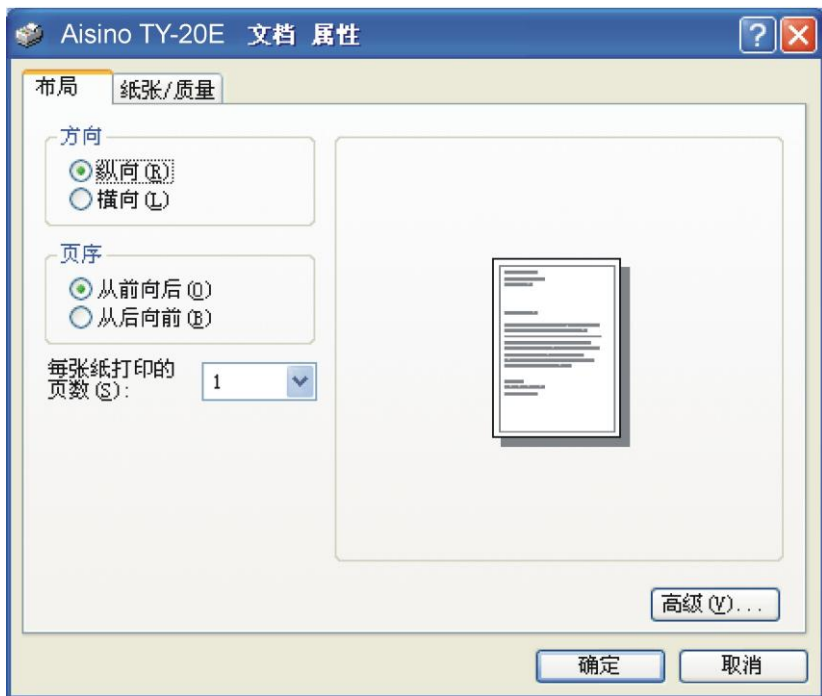 Aisino TY-20E 文档 属性
布局
纸张/质量
方向
纵向(R)
横向(L)
页序
从前向后(O)
从后向前(B)
每张纸打印的
页数(S):
1
高级(V)...
确定
取消